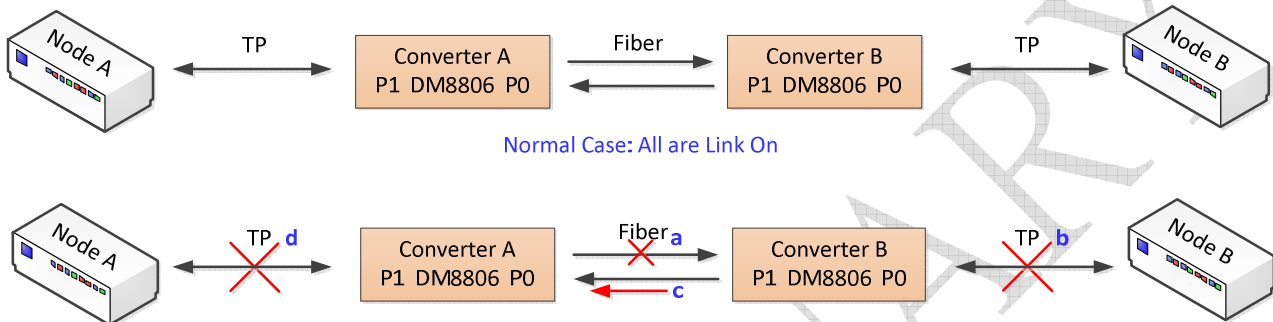 Node A
TP
Converter A
P1 DM8806 P0
Fiber
Converter B
P1 DM8806 P0
TP
Node B
Normal Case: All are Link On
Node A
TP d
Converter A
P1 DM8806 P0
Fiber a
c
Converter B
P1 DM8806 P0
TP b
Node B